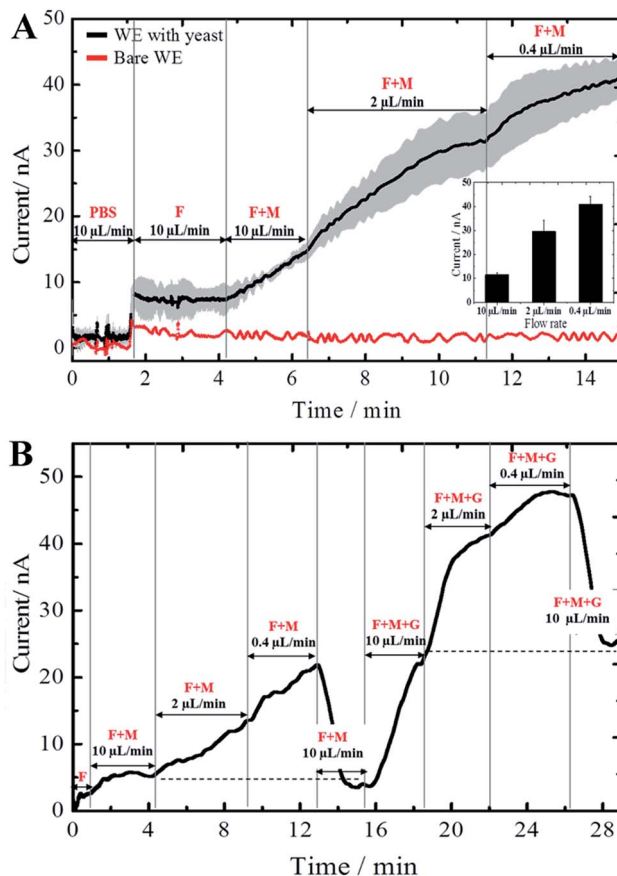 A
WE with yeast
Bare WE
F+M
0.4 µL/min
F+M
2 µL/min
PBS
10 µL/min
F
10 µL/min
F+M
10 µL/min
Current/ nA
50
40
30
20
10
0
0 2 4 6 8 10 12 14
Time / min
Current / nA
50
40
30
20
10
0
10 µL/min 2 µL/min 0.4 µL/min
Flow rate
B
F+M+G
0.4 µL/min
F+M+G
2 µL/min
F+M+G
10 µL/min
F+M+G
10 µL/min
F+M
0.4 µL/min
F+M
2 µL/min
F+M
10 µL/min
F
F+M
10 µL/min
Current/ nA
55
44
33
22
11
0
0 4 8 12 16 20 24 28
Time / min